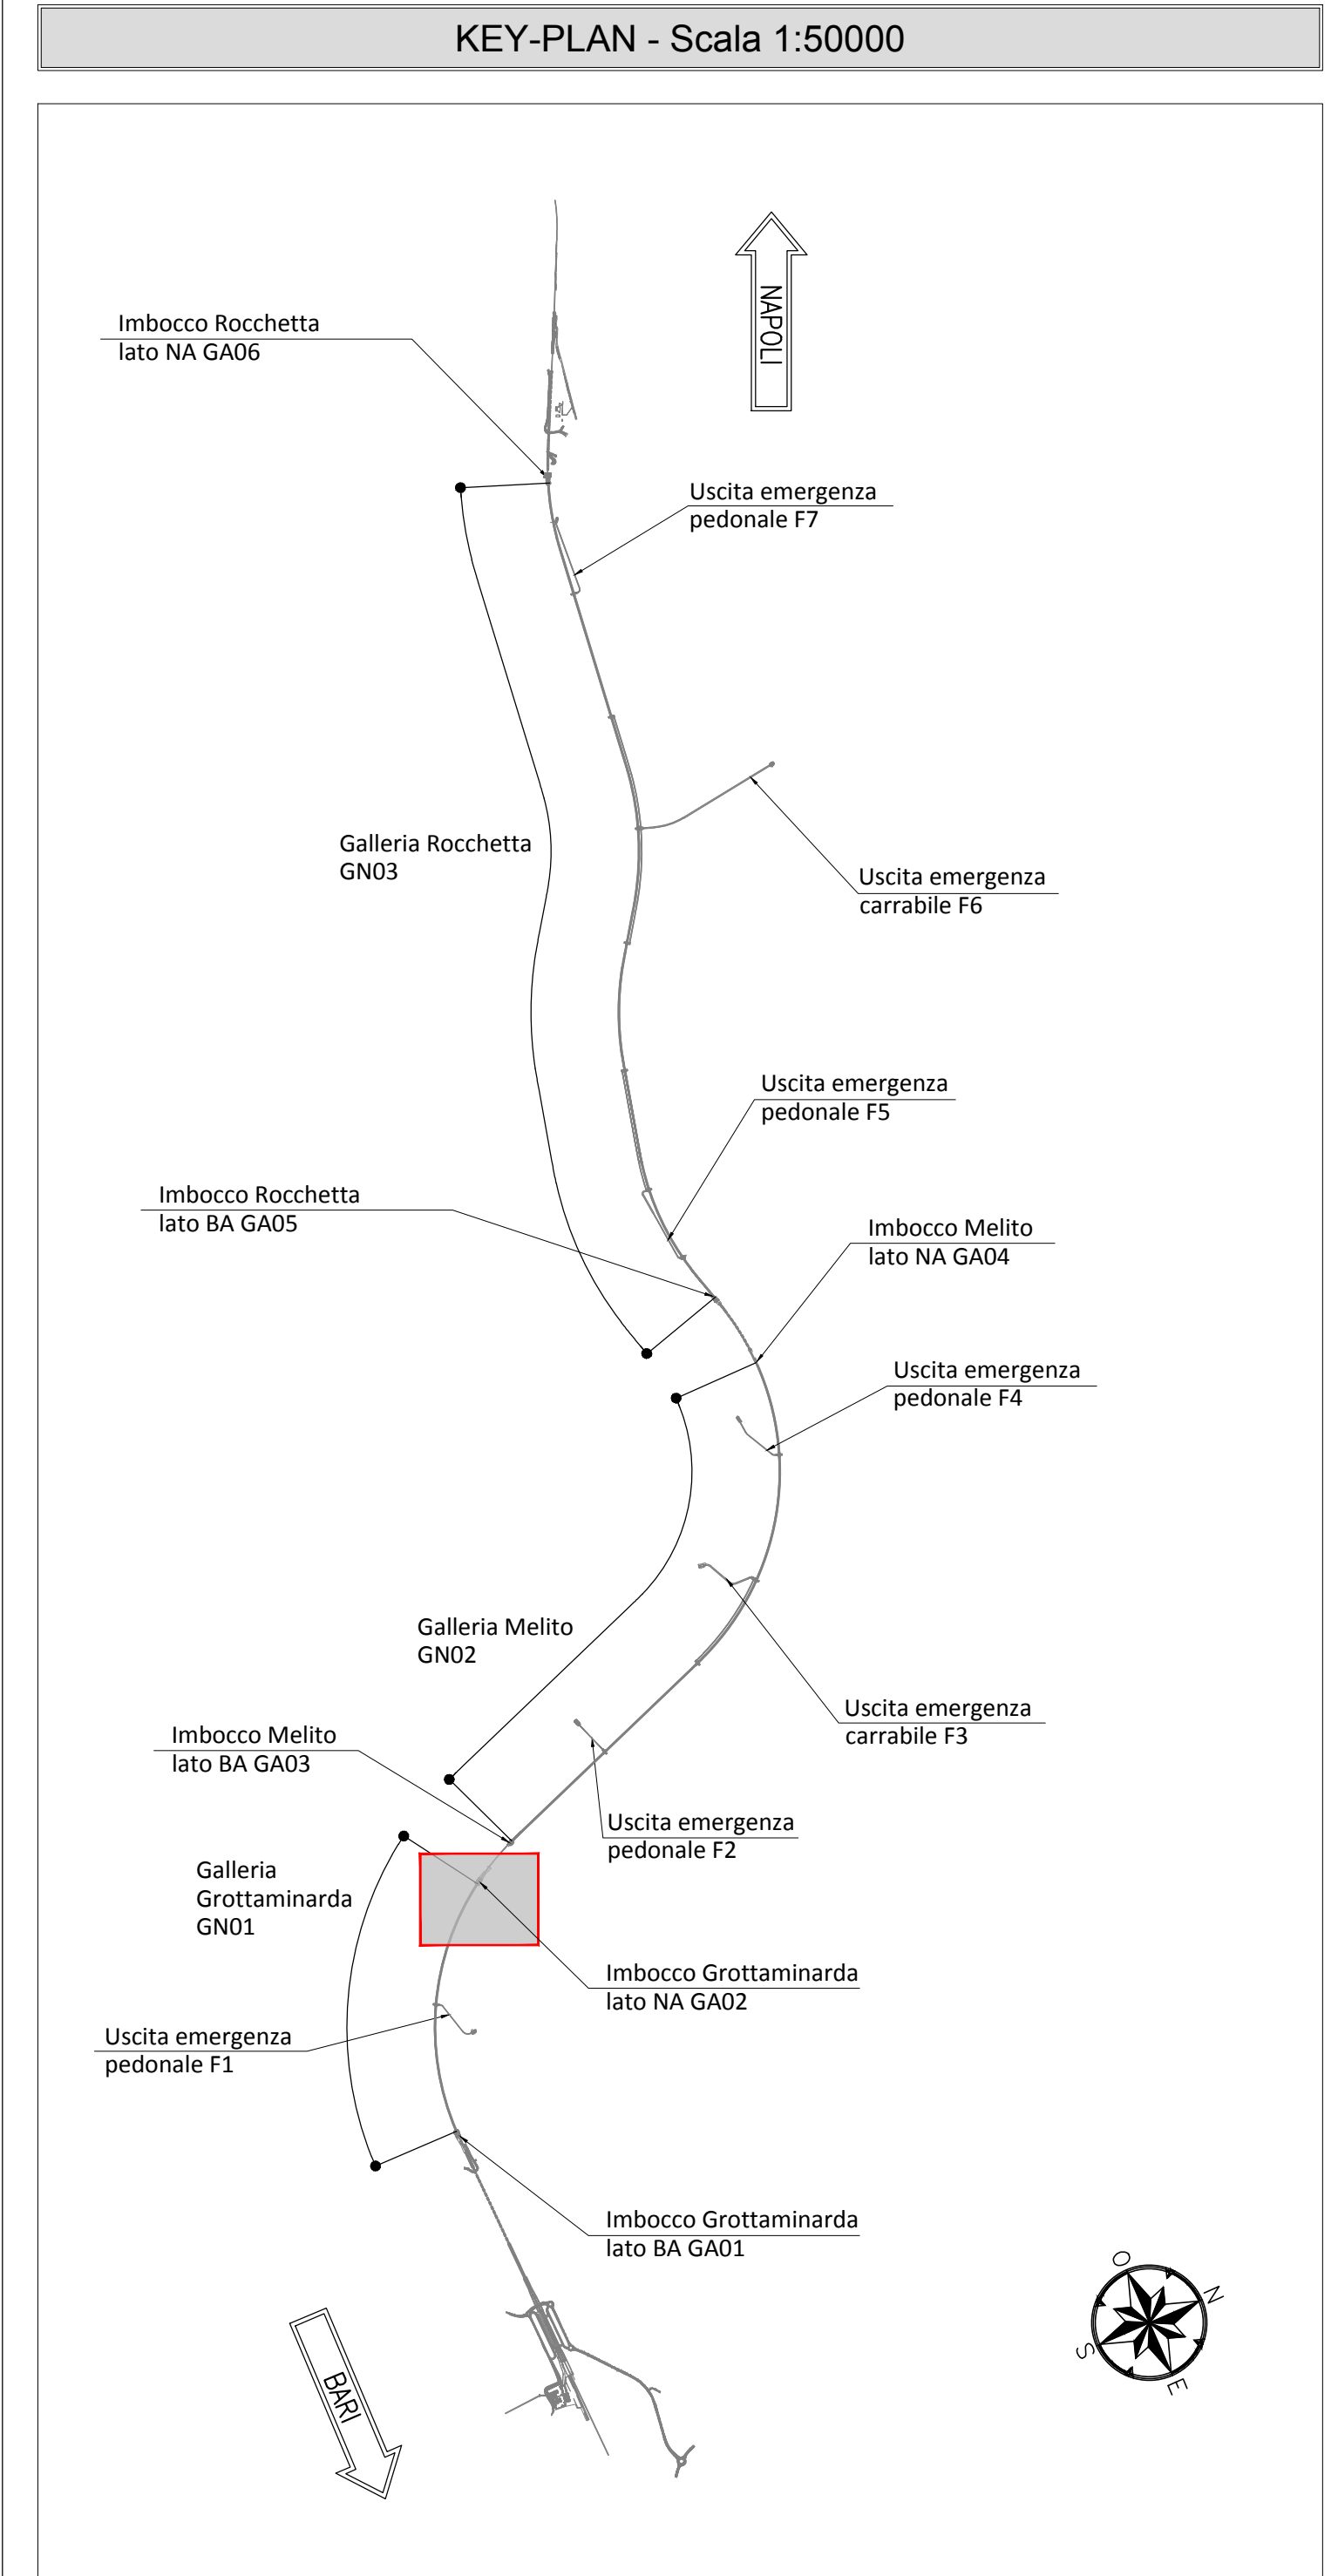 KEY-PLAN - Scala 1:50000
NAPOLI
Imbocco Rocchetta
lato NA GA06
Uscita emergenza
pedonale F7
Galleria Rocchetta
GN03
Uscita emergenza
carrabile F6
Uscita emergenza
pedonale F5
Imbocco Rocchetta
lato BA GA05
Imbocco Melito
lato NA GA04
Uscita emergenza
pedonale F4
Galleria Melito
GN02
Uscita emergenza
carrabile F3
Imbocco Melito
lato BA GA03
Uscita emergenza
pedonale F2
Galleria
Grottaminarda
GN01
Imbocco Grottaminarda
lato NA GA02
Uscita emergenza
pedonale F1
Imbocco Grottaminarda
lato BA GA01
O
N
S
E
BARI